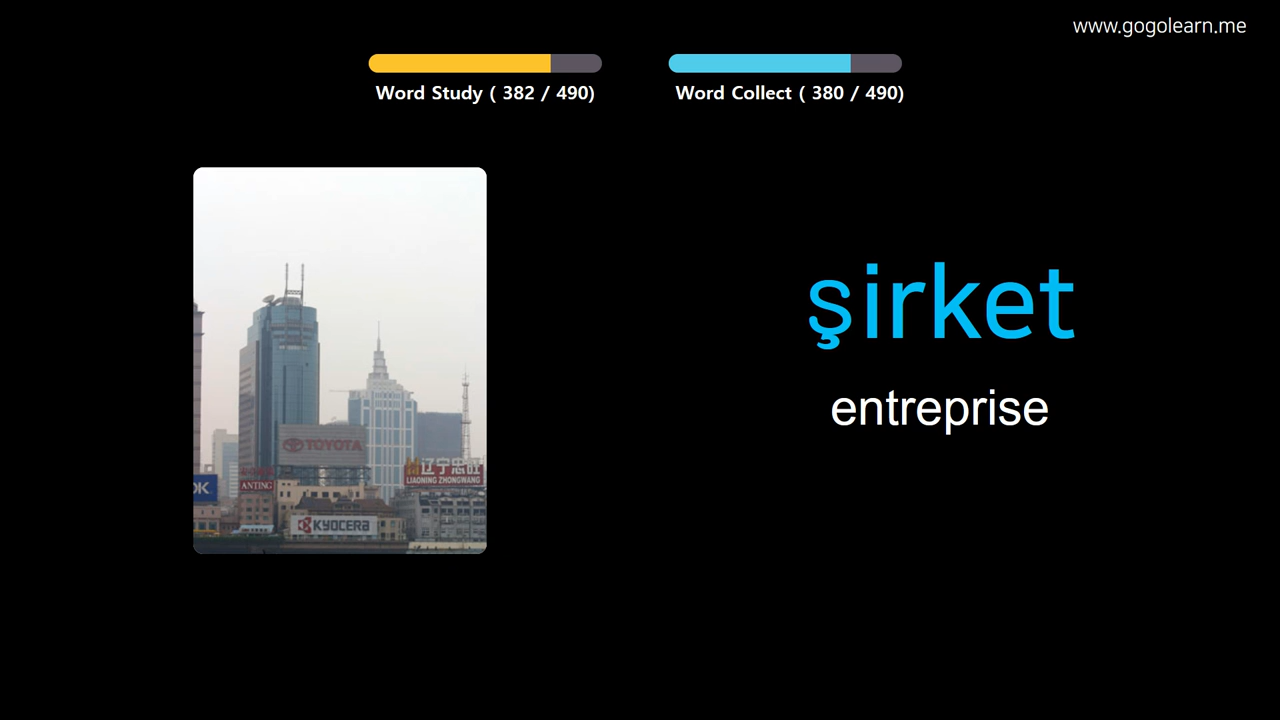 www.gogolearn.me
Word Study ( 382 / 490)
Word Collect ( 380 / 490)
şirket
entreprise
TOYOTA
辽宁忠旺
LIAONING ZHONGWANG
OK
ANTING
KYOCERA